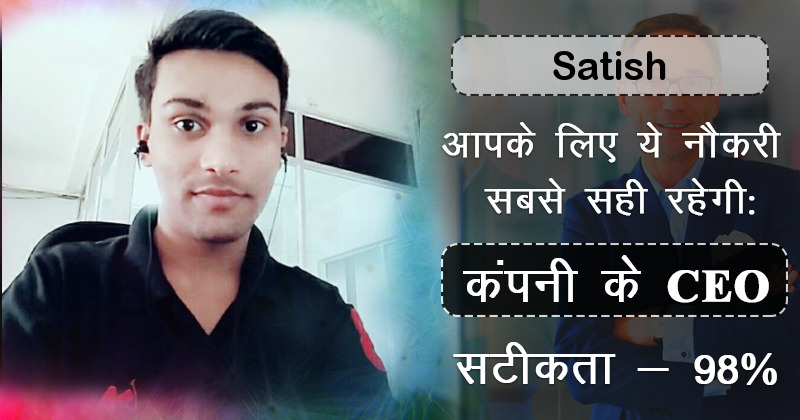 Satish
आपके लिए ये नौकरी
सबसे सही रहेगी:
कंपनी के CEO
सटीकता – 98%